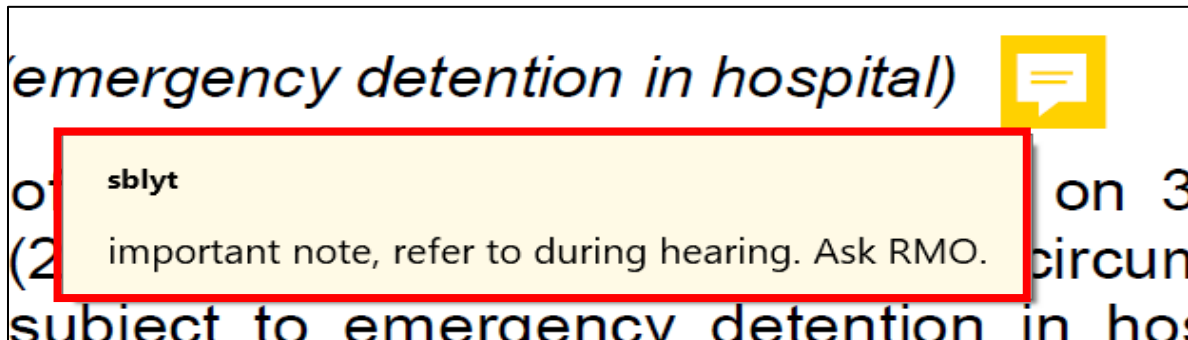 (emergency detention in hospital)
sblyt
on 3
important note, refer to during hearing. Ask RMO.
(2
subject to emergency detention in hos